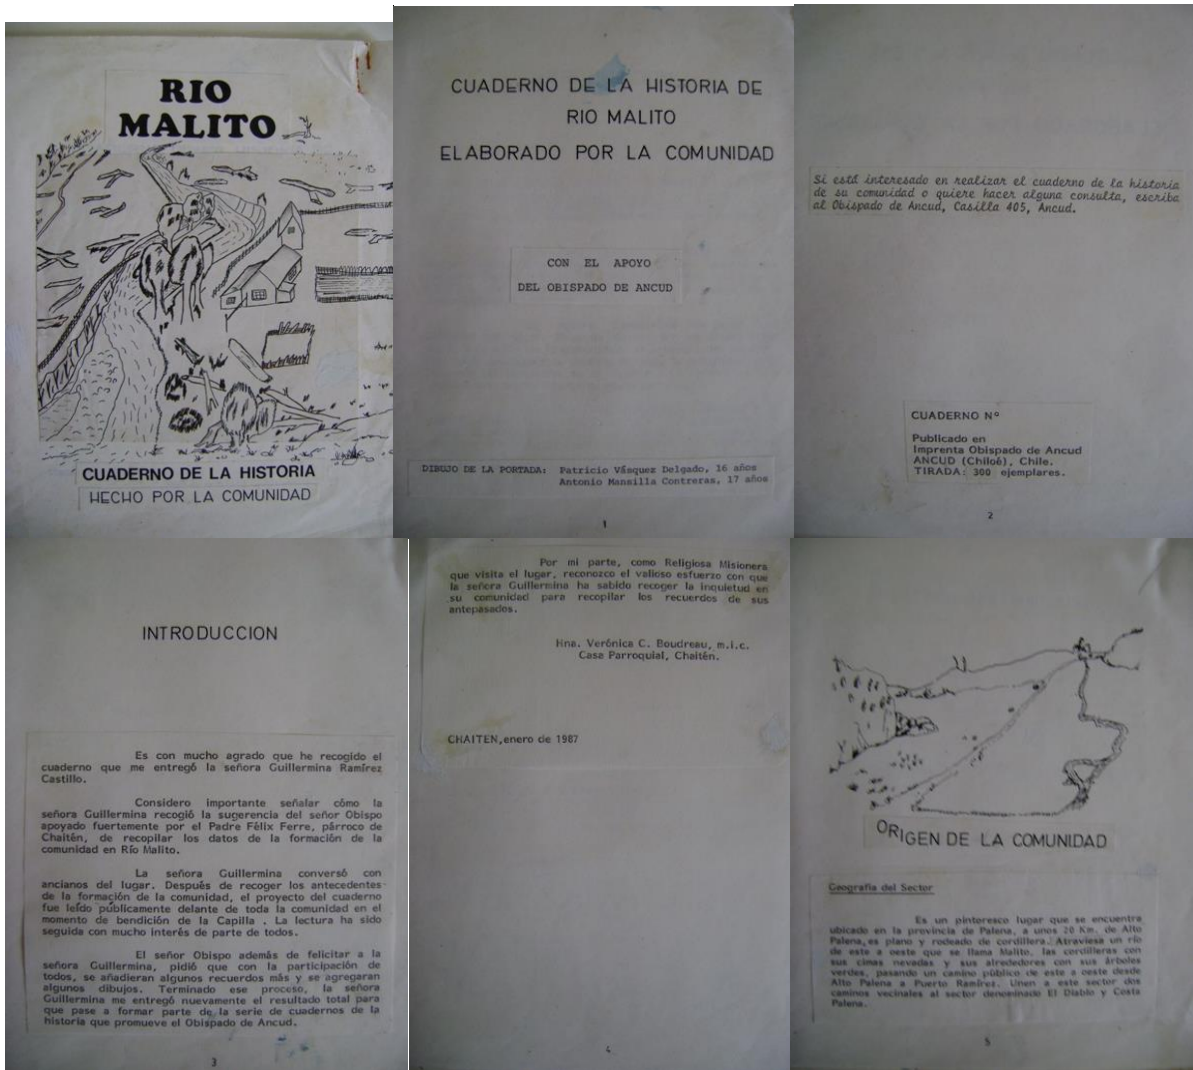 RIO
MALITO
CUADERNO DE LA HISTORIA
HECHO POR LA COMUNIDAD
CUADERNO DE LA HISTORIA DE
RIO MALITO
ELABORADO POR LA COMUNIDAD
CON EL APOYO
DEL OBISPADO DE ANCUD
DIBUJO DE LA PORTADA: Patricio Vásquez Delgado, 16 años
Antonio Mansilla Contreras, 17 años
1
Si está interesado en realizar el cuaderno de la historia
de su comunidad o quiere hacer alguna consulta, escriba
al Obispado de Ancud, Casilla 405, Ancud.
CUADERNO Nº
Publicado en
Imprenta Obispado de Ancud
ANCUD (Chiloé), Chile.
TIRADA: 300 ejemplares.
2
INTRODUCCION
Es con mucho agrado que he recogido el
cuaderno que me entregó la señora Guillermina Ramírez
Castillo.
Considero importante señalar cómo la
señora Guillermina recogió la sugerencia del señor Obispo
apoyado fuertemente por el Padre Félix Ferre, párroco de
Chaitén, de recopilar los datos de la formación de la
comunidad en Río Malito.
La señora Guillermina conversó con
ancianos del lugar. Después de recoger los antecedentes
de la formación de la comunidad, el proyecto del cuaderno
fue leído públicamente delante de toda la comunidad en el
momento de bendición de la Capilla . La lectura ha sido
seguida con mucho interés de parte de todos.
El señor Obispo además de felicitar a la
señora Guillermina, pidió que con la participación de
todos, se añadieran algunos recuerdos más y se agregaran
algunos dibujos. Terminado ese proceso, la señora
Guillermina me entregó nuevamente el resultado total para
que pase a formar parte de la serie de cuadernos de la
historia que promueve el Obispado de Ancud.
3
Por mi parte, como Religiosa Misionera
que visita el lugar, reconozco el valioso esfuerzo con que
la señora Guillermina ha sabido recoger la inquietud en
su comunidad para recopilar los recuerdos de sus
antepasados.
Hna. Verónica C. Boudreau, m.i.c.
Casa Parroquial, Chaitén.
CHAITEN,enero de 1987
4
ORIGEN DE LA COMUNIDAD
Geografía del Sector
Es un pintoresco lugar que se encuentra
ubicado en la provincia de Palena, a unos 20 Km. de Alto
Palena, es plano y rodeado de cordillera. Atraviesa un río
de este a oeste que se llama Malito, las cordilleras con
sus cimas nevadas y sus alrededores con sus árboles
verdes, pasando un camino público de este a oeste desde
Alto Palena a Puerto Ramírez. Unen a este sector dos
caminos vecinales al sector denominado El Diablo y Costa
Palena.
5